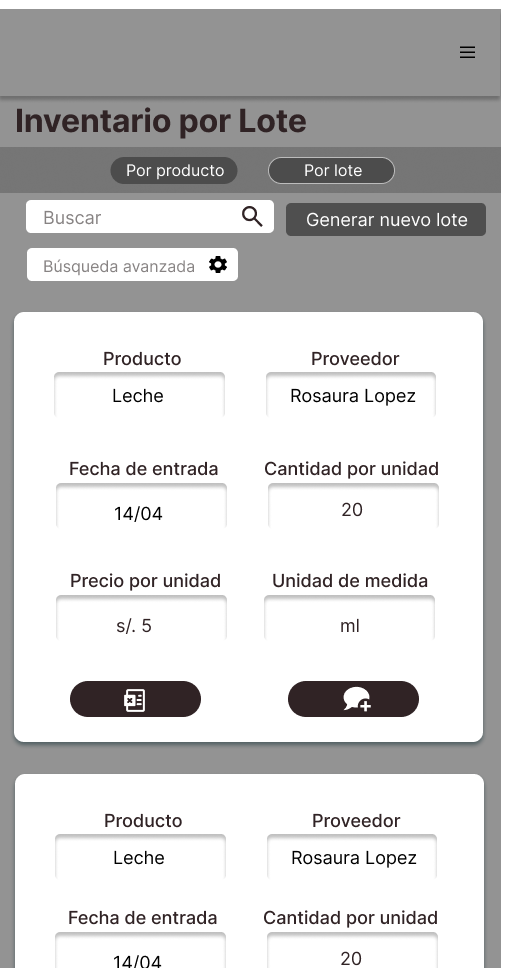 Inventario por Lote
Por producto
Por lote
Buscar
Generar nuevo lote
Búsqueda avanzada
Producto
Proveedor
Leche
Rosaura Lopez
Fecha de entrada
Cantidad por unidad
14/04
20
Precio por unidad
Unidad de medida
s/. 5
ml
Producto
Proveedor
Leche
Rosaura Lopez
Fecha de entrada
Cantidad por unidad
14/04
20